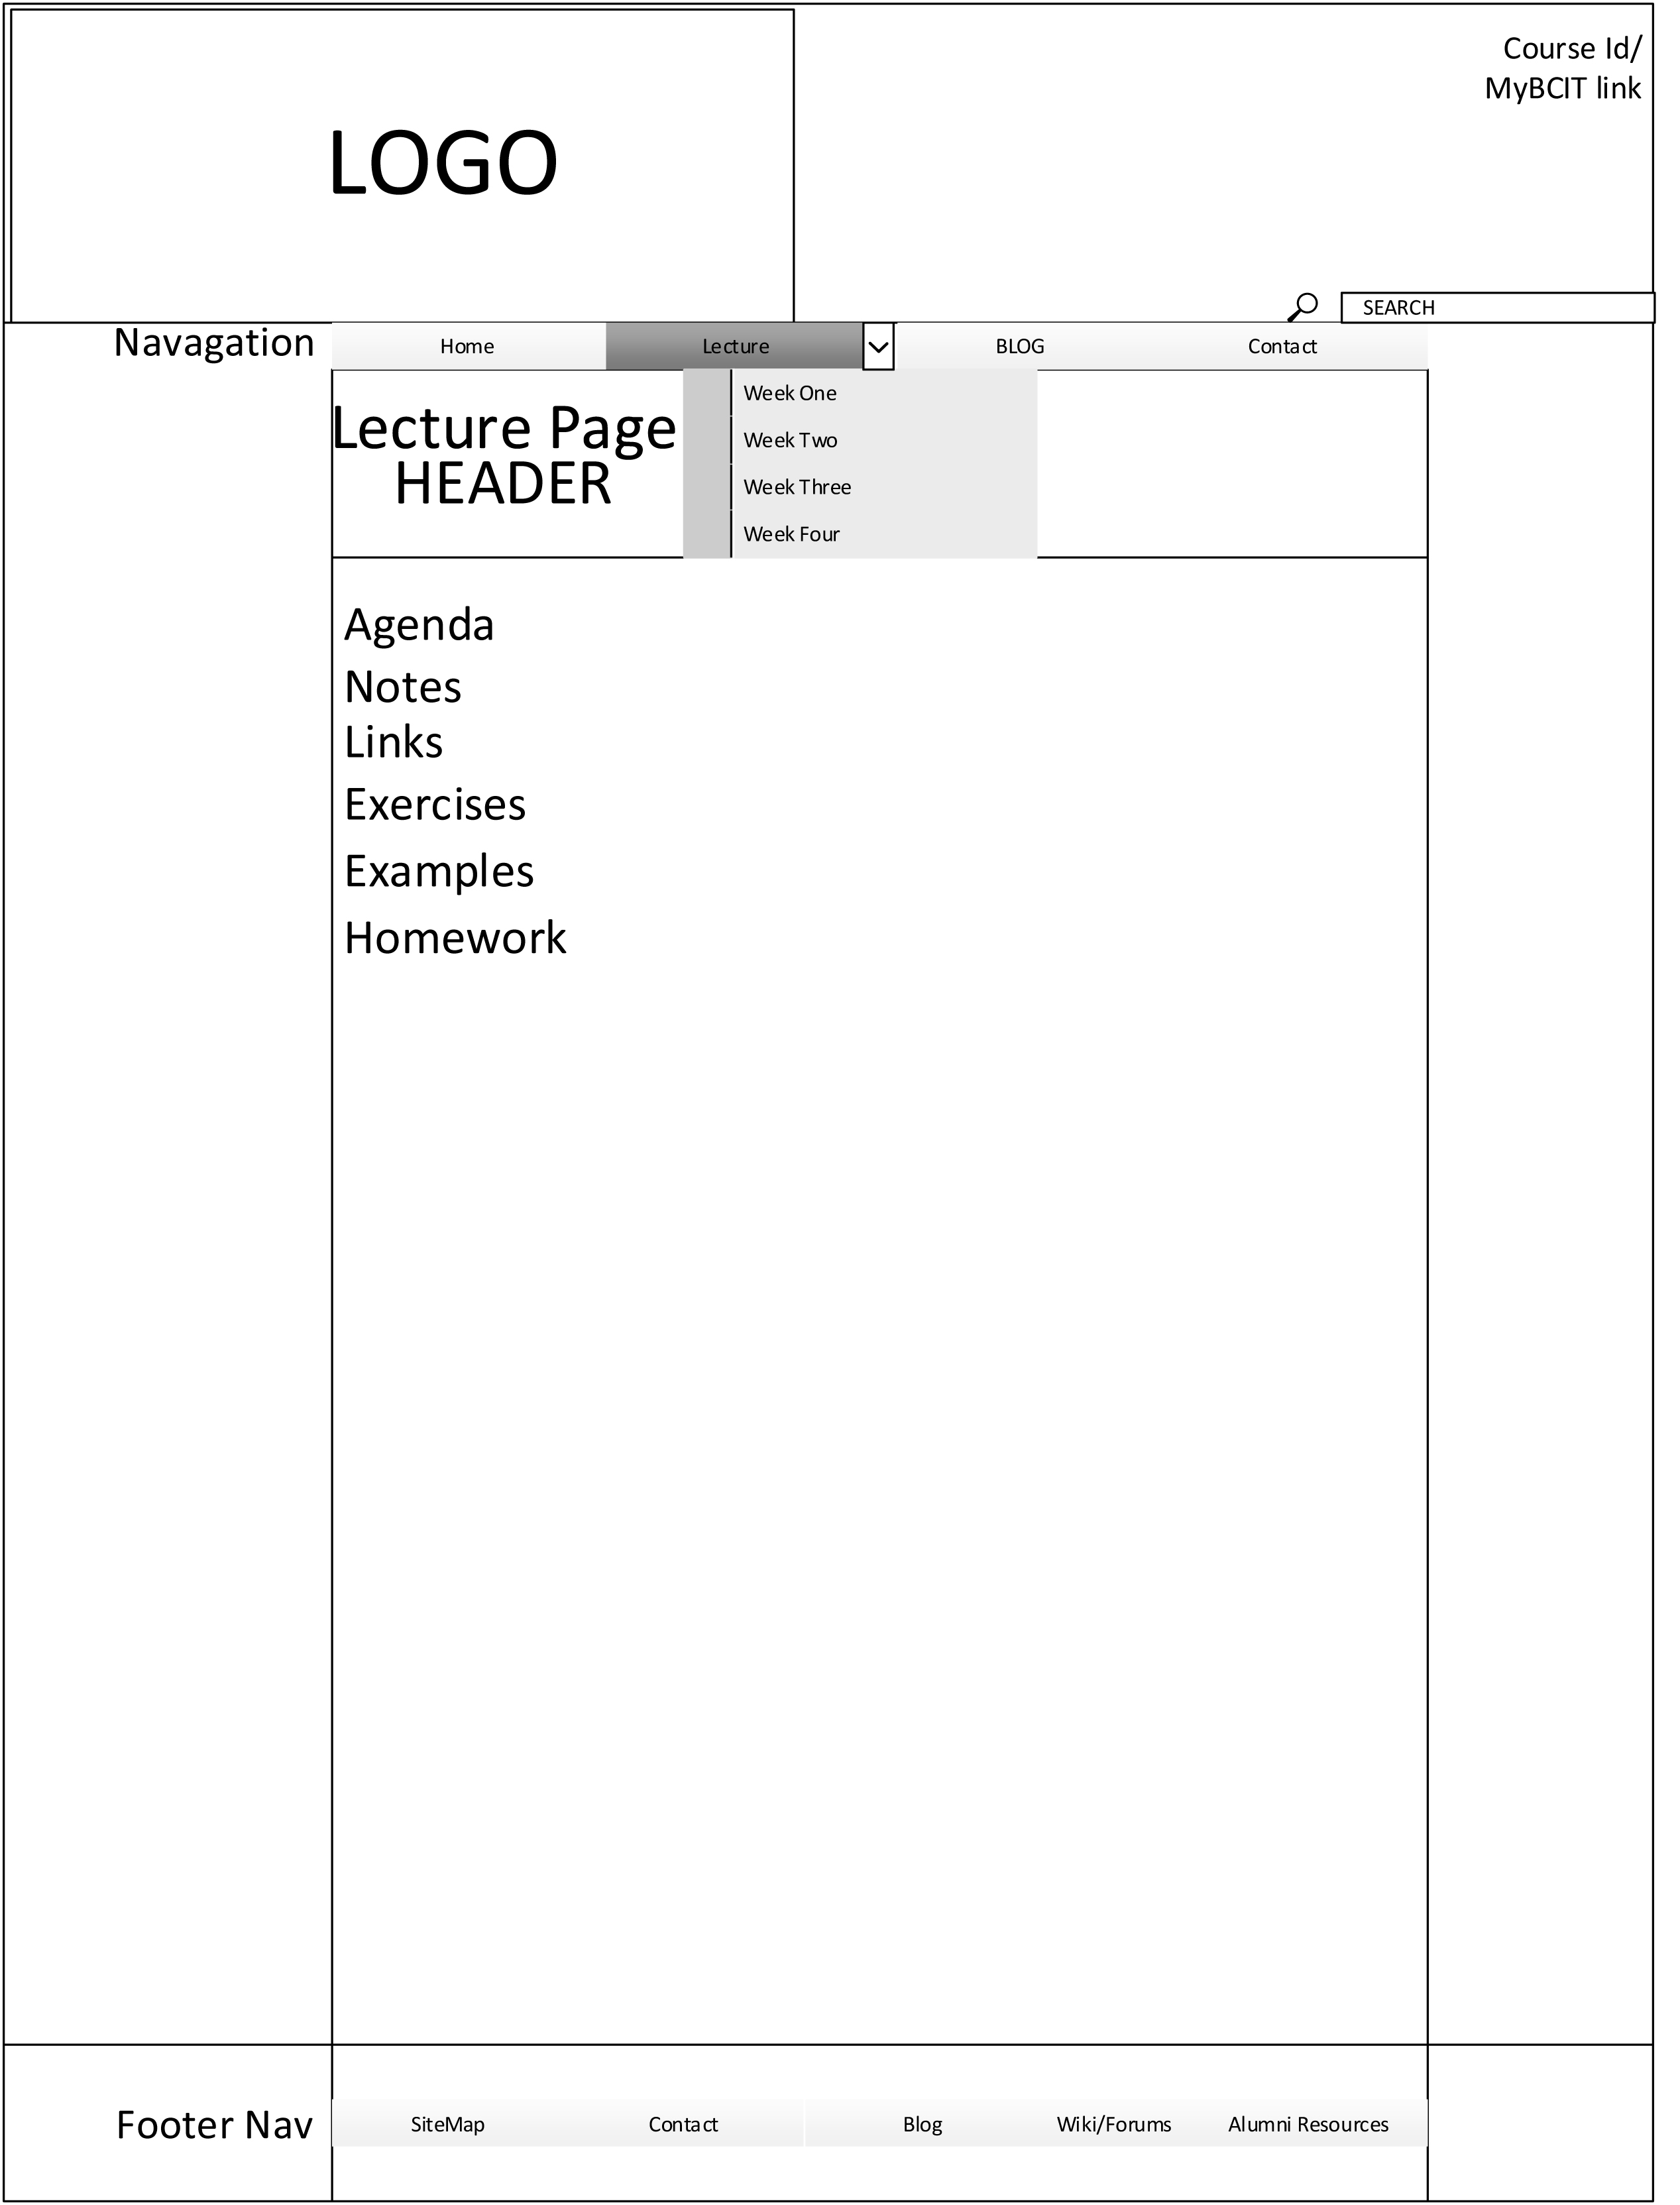 LOGO
Course Id/
MyBCIT link
SEARCH
Navagation
Home
Lecture
BLOG
Contact
Week One
Week Two
Week Three
Week Four
Lecture Page
HEADER
Agenda
Notes
Links
Exercises
Examples
Homework
Footer Nav
SiteMap
Contact
Blog
Wiki/Forums
Alumni Resources